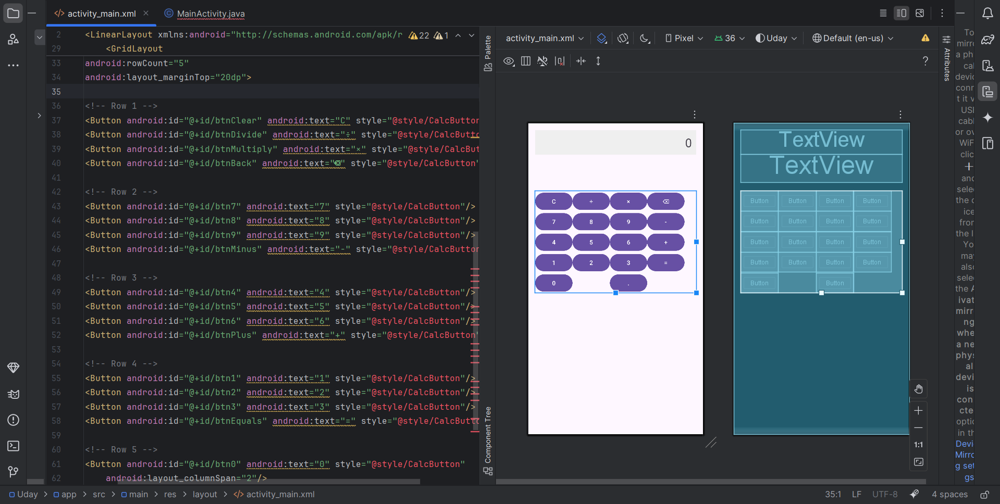 activity_main.xml
MainActivity.java
2 <LinearLayout xmlns:android="http://schemas.android.com/apk/r 22 1
29 <GridLayout
33 android:rowCount="5"
34 android:layout_marginTop="20dp">
35
36 <!-- Row 1 -->
37 <Button android:id="@+id/btnClear" android:text="C" style="@style/CalcButton
38 <Button android:id="@+id/btnDivide" android:text="÷" style="@style/CalcButto
39 <Button android:id="@+id/btnMultiply" android:text="×" style="@style/CalcBut
40 <Button android:id="@+id/btnBack" android:text="⌫" style="@style/CalcButton"
41
42 <!-- Row 2 -->
43 <Button android:id="@+id/btn7" android:text="7" style="@style/CalcButton"/>
44 <Button android:id="@+id/btn8" android:text="8" style="@style/CalcButton"/>
45 <Button android:id="@+id/btn9" android:text="9" style="@style/CalcButton"/>
46 <Button android:id="@+id/btnMinus" android:text="-" style="@style/CalcButton
47
48 <!-- Row 3 -->
49 <Button android:id="@+id/btn4" android:text="4" style="@style/CalcButton"/>
50 <Button android:id="@+id/btn5" android:text="5" style="@style/CalcButton"/>
51 <Button android:id="@+id/btn6" android:text="6" style="@style/CalcButton"/>
52 <Button android:id="@+id/btnPlus" android:text="+" style="@style/CalcButton"
53
54 <!-- Row 4 -->
55 <Button android:id="@+id/btn1" android:text="1" style="@style/CalcButton"/>
56 <Button android:id="@+id/btn2" android:text="2" style="@style/CalcButton"/>
57 <Button android:id="@+id/btn3" android:text="3" style="@style/CalcButton"/>
58 <Button android:id="@+id/btnEquals" android:text="=" style="@style/CalcButto
59
60 <!-- Row 5 -->
61 <Button android:id="@+id/btn0" android:text="0" style="@style/CalcButton"
62 android:layout_columnSpan="2"/>
Palette
Component Tree
activity_main.xml Pixel 36 Uday Default (en-us)
?
0
C ÷ × ⌫
7 8 9 -
4 5 6 +
1 2 3 =
0 .
TextView
TextView
Button Button Button Button
Button Button Button Button
Button Button Button Button
Button Button Button Button
Button Button
1:1
Attributes
To
mirr
a ph
cal
devic
conr
t it v
USI
cabl
or ov
WiF
clic
+
and
selec
the d
ice
fron
the l
Yo
may
also
selec
the A
ivat
mirr
ng
whe
a ne
phys
al
devi
is
con
cte
optic
in th
Devi
Mirro
g set
gs
Uday > app > src > main > res > layout > activity_main.xml
35:1 LF UTF-8 4 spaces